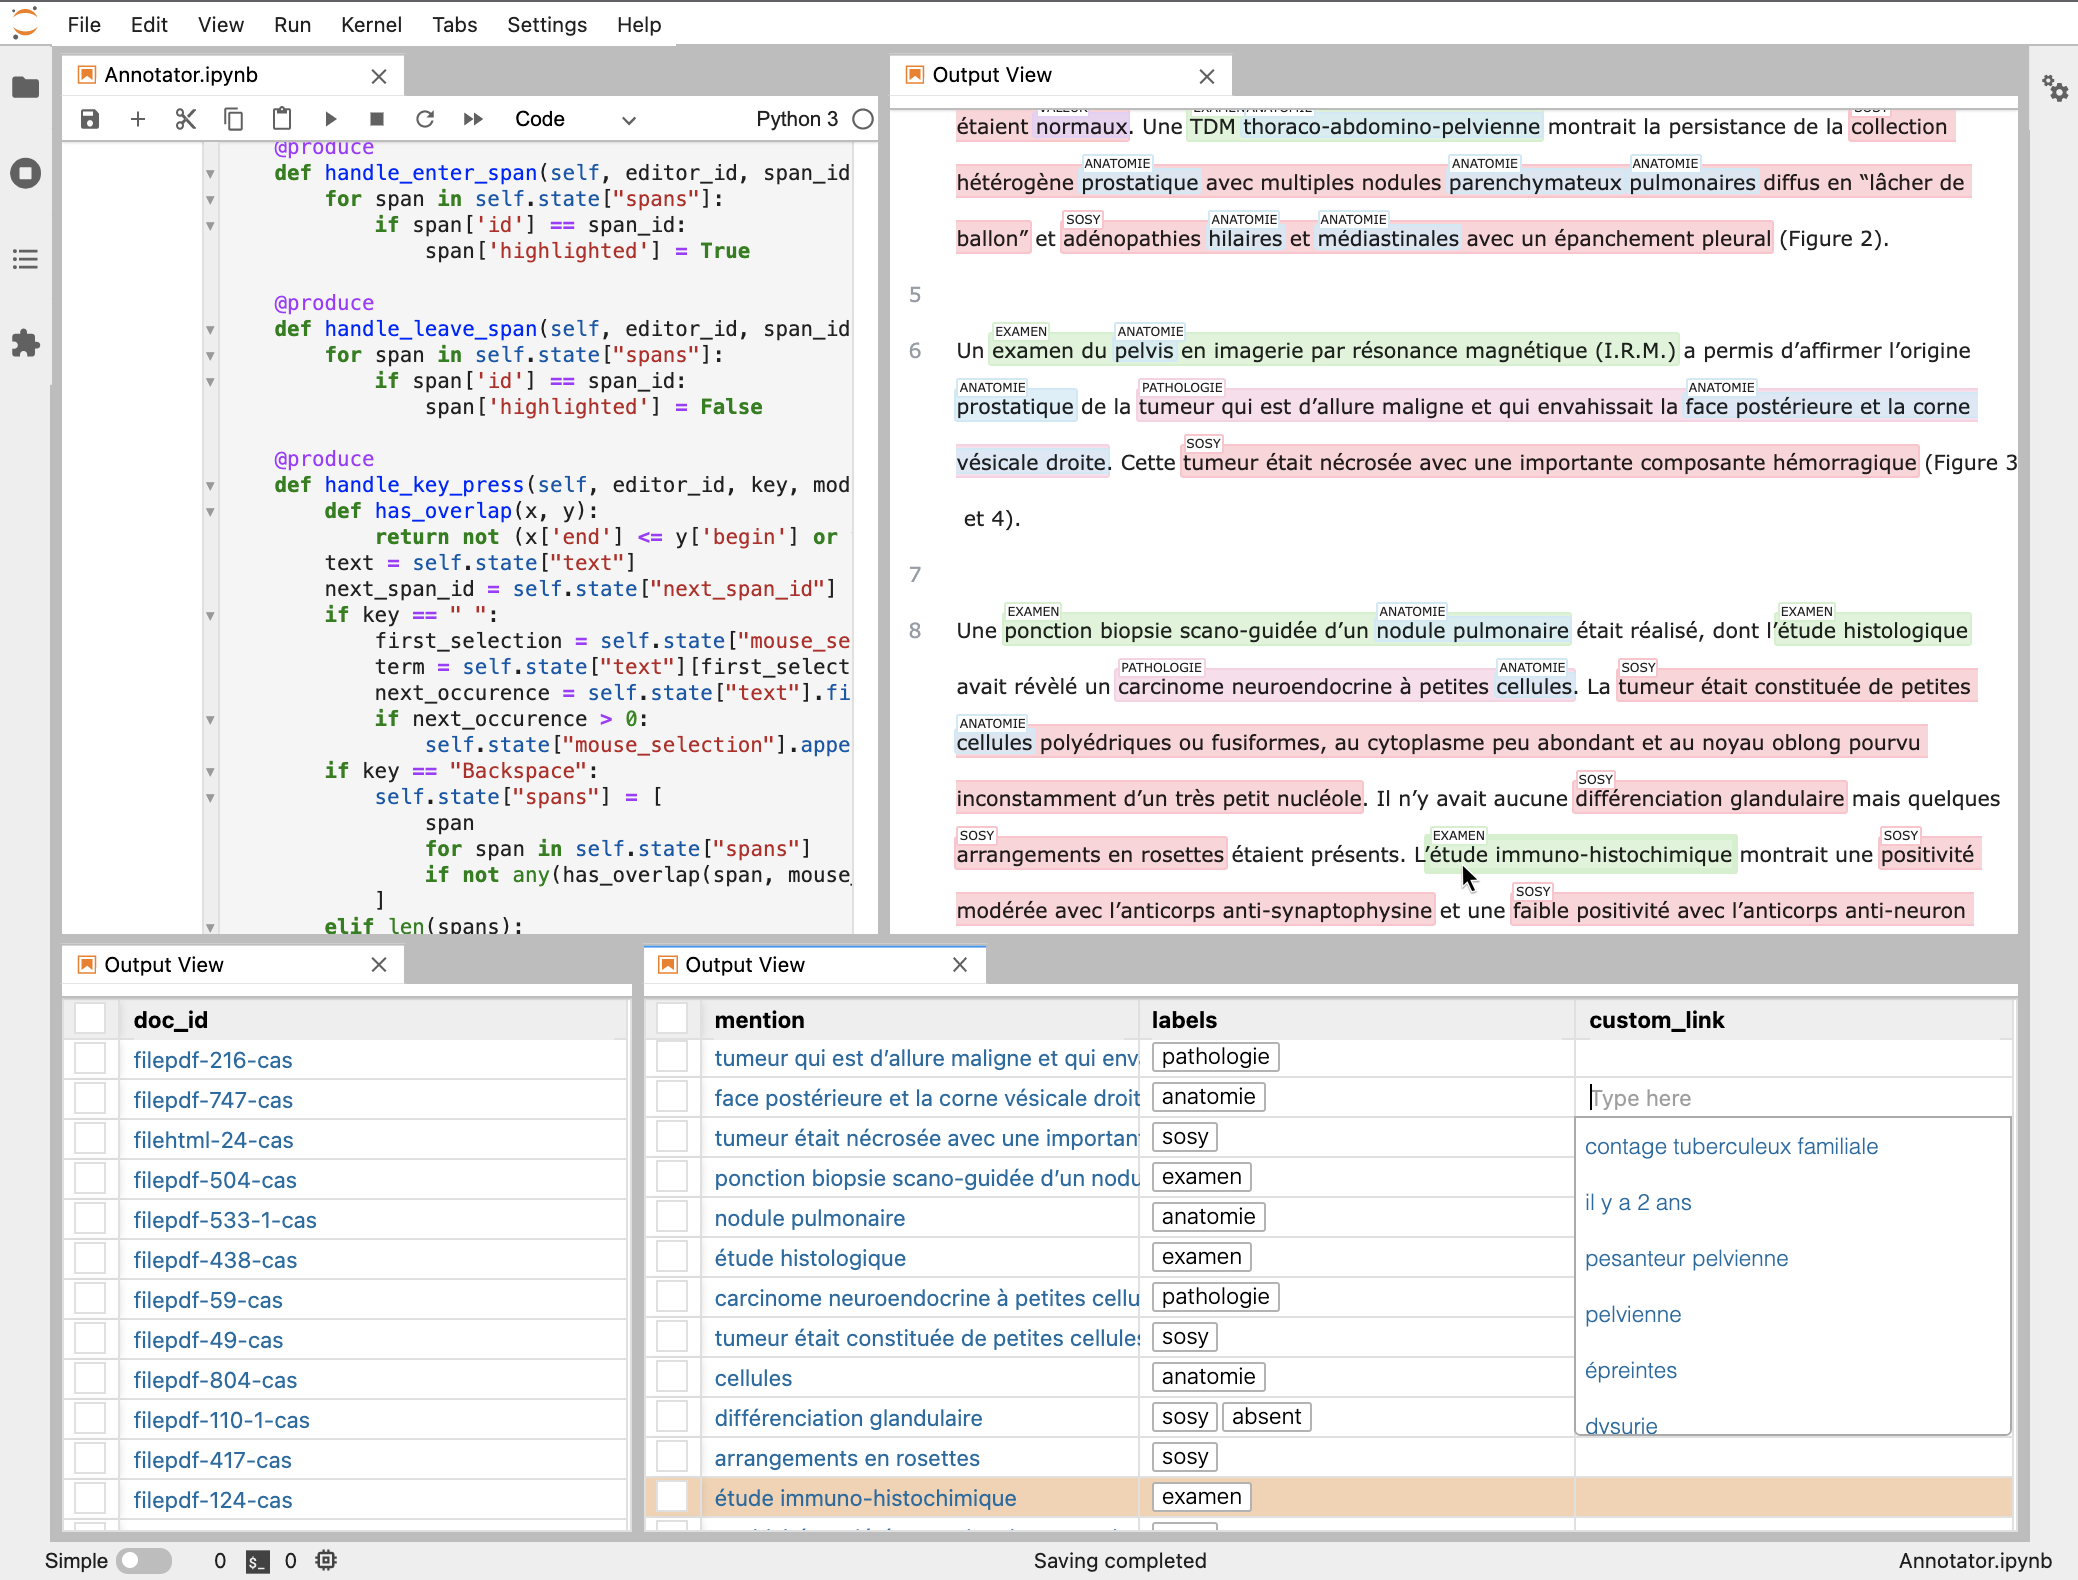 File Edit View Run Kernel Tabs Settings Help
Annotator.ipynb
Code Python 3
@produce
def handle_enter_span(self, editor_id, span_id
for span in self.state["spans"]:
if span['id'] == span_id:
span['highlighted'] = True
@produce
def handle_leave_span(self, editor_id, span_id
for span in self.state["spans"]:
if span['id'] == span_id:
span['highlighted'] = False
@produce
def handle_key_press(self, editor_id, key, mod
def has_overlap(x, y):
return not (x['end'] <= y['begin'] or
text = self.state["text"]
next_span_id = self.state["next_span_id"]
if key == " ":
first_selection = self.state["mouse_se
term = self.state["text"][first_select
next_occurence = self.state["text"].fi
if next_occurence > 0:
self.state["mouse_selection"].appe
if key == "Backspace":
self.state["spans"] = [
span
for span in self.state["spans"]
if not any(has_overlap(span, mouse_
]
elif len(spans):
Output View
étaient normaux. Une TDM thoraco-abdomino-pelvienne montrait la persistance de la collection
ANATOMIE ANATOMIE ANATOMIE
hétérogène prostatique avec multiples nodules parenchymateux pulmonaires diffus en “lâcher de
SOSY ANATOMIE ANATOMIE
ballon” et adénopathies hilaires et médiastinales avec un épanchement pleural (Figure 2).
5
EXAMEN ANATOMIE
6 Un examen du pelvis en imagerie par résonance magnétique (I.R.M.) a permis d’affirmer l’origine
ANATOMIE PATHOLOGIE ANATOMIE
prostatique de la tumeur qui est d’allure maligne et qui envahissait la face postérieure et la corne
SOSY
vésicale droite. Cette tumeur était nécrosée avec une importante composante hémorragique (Figure 3
et 4).
7
EXAMEN ANATOMIE EXAMEN
8 Une ponction biopsie scano-guidée d’un nodule pulmonaire était réalisé, dont l’étude histologique
PATHOLOGIE ANATOMIE SOSY
avait révèlé un carcinome neuroendocrine à petites cellules. La tumeur était constituée de petites
ANATOMIE
cellules polyédriques ou fusiformes, au cytoplasme peu abondant et au noyau oblong pourvu
SOSY
inconstamment d’un très petit nucléole. Il n’y avait aucune différenciation glandulaire mais quelques
SOSY EXAMEN SOSY
arrangements en rosettes étaient présents. L’étude immuno-histochimique montrait une positivité
SOSY
modérée avec l’anticorps anti-synaptophysine et une faible positivité avec l’anticorps anti-neuron
Output View
doc_id
filepdf-216-cas
filepdf-747-cas
filehtml-24-cas
filepdf-504-cas
filepdf-533-1-cas
filepdf-438-cas
filepdf-59-cas
filepdf-49-cas
filepdf-804-cas
filepdf-110-1-cas
filepdf-417-cas
filepdf-124-cas
Output View
mention labels custom_link
tumeur qui est d’allure maligne et qui env pathologie
face postérieure et la corne vésicale droit anatomie Type here
tumeur était nécrosée avec une importan sosy
ponction biopsie scano-guidée d’un nodu examen
nodule pulmonaire anatomie
étude histologique examen
carcinome neuroendocrine à petites cellu pathologie
tumeur était constituée de petites cellules sosy
cellules anatomie
différenciation glandulaire sosy absent
arrangements en rosettes sosy
étude immuno-histochimique examen
contage tuberculeux familiale
il y a 2 ans
pesanteur pelvienne
pelvienne
épreintes
dysurie
Simple 0 $_ 0 Saving completed Annotator.ipynb